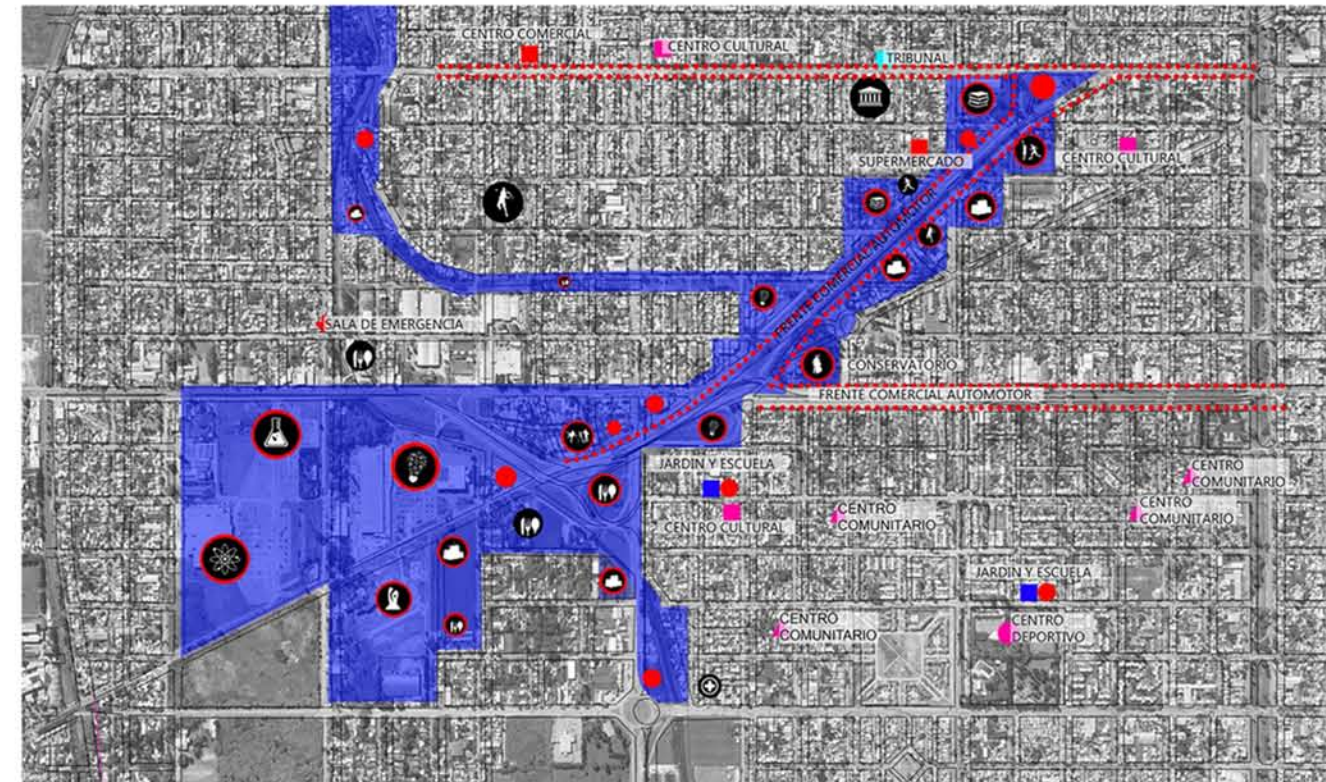 CENTRO COMERCIAL
CENTRO CULTURAL
TRIBUNAL
SUPERMERCADO
CENTRO CULTURAL
FRENTE COMERCIAL AUTOMOTOR
SALA DE EMERGENCIA
CONSERVATORIO
FRENTE COMERCIAL AUTOMOTOR
JARDIN Y ESCUELA
CENTRO
COMUNITARIO
CENTRO CULTURAL
CENTRO
COMUNITARIO
CENTRO
COMUNITARIO
JARDIN Y ESCUELA
CENTRO
COMUNITARIO
CENTRO
DEPORTIVO